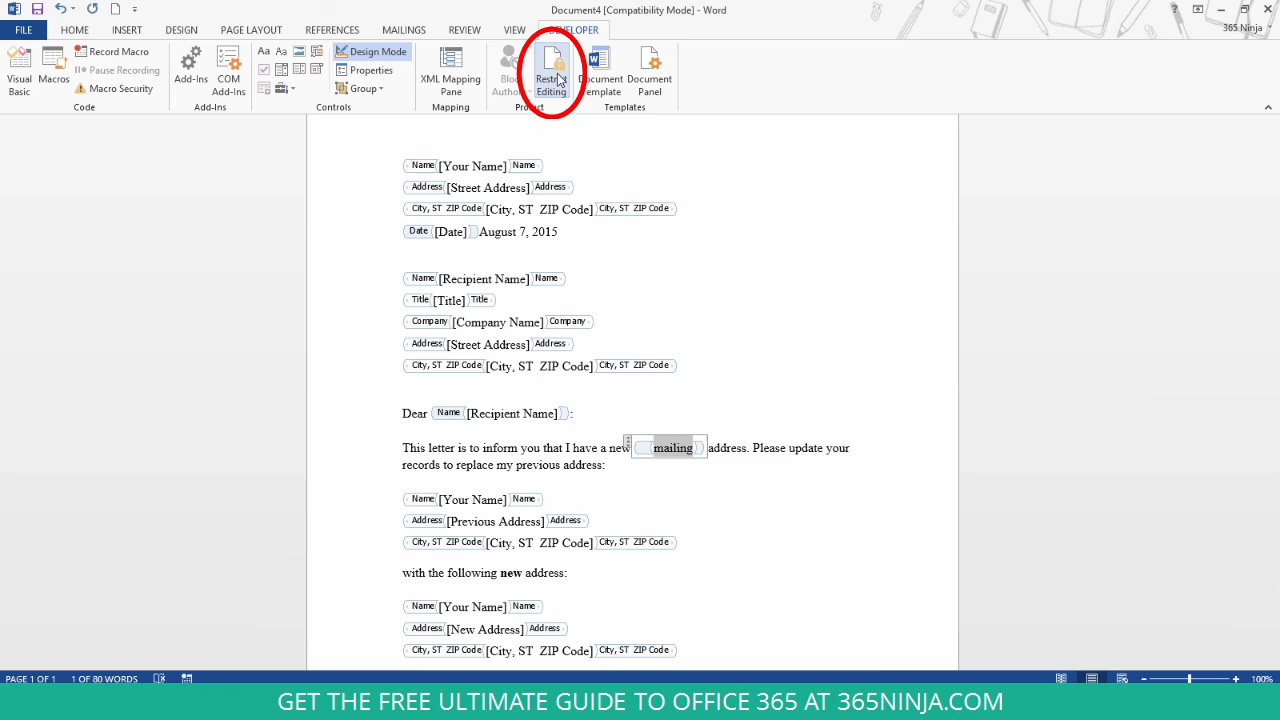 Document4 [Compatibility Mode] - Word
FILE HOME INSERT DESIGN PAGE LAYOUT REFERENCES MAILINGS REVIEW VIEW DEVELOPER 365 Ninja
Visual Basic
Macros
Record Macro
Pause Recording
Macro Security
Code
Add-Ins
COM Add-Ins
Add-Ins
Aa Aa
Design Mode
Properties
Group
Controls
XML Mapping Pane
Mapping
Block Authors
Restrict Editing
Protect
Document Template
Document Panel
Templates
Name [Your Name] Name
Address [Street Address] Address
City, ST ZIP Code [City, ST ZIP Code] City, ST ZIP Code
Date [Date] August 7, 2015
Name [Recipient Name] Name
Title [Title] Title
Company [Company Name] Company
Address [Street Address] Address
City, ST ZIP Code [City, ST ZIP Code] City, ST ZIP Code
Dear Name [Recipient Name] :
This letter is to inform you that I have a new mailing address. Please update your
records to replace my previous address:
Name [Your Name] Name
Address [Previous Address] Address
City, ST ZIP Code [City, ST ZIP Code] City, ST ZIP Code
with the following new address:
Name [Your Name] Name
Address [New Address] Address
City, ST ZIP Code [City, ST ZIP Code] City, ST ZIP Code
PAGE 1 OF 1 1 OF 80 WORDS 100%
GET THE FREE ULTIMATE GUIDE TO OFFICE 365 AT 365NINJA.COM